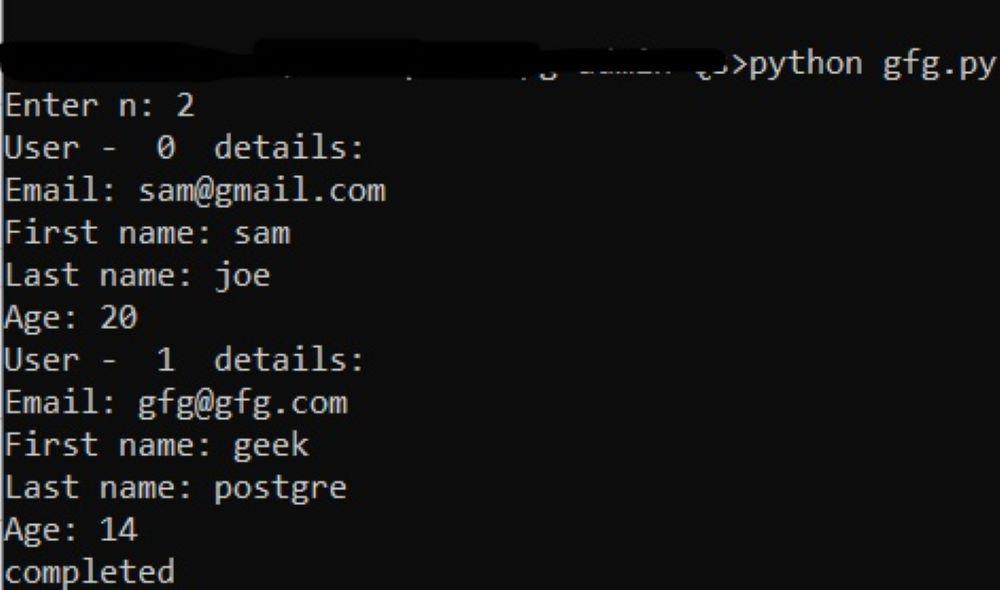 >python gfg.py
Enter n: 2
User -  0  details:
Email: sam@gmail.com
First name: sam
Last name: joe
Age: 20
User -  1  details:
Email: gfg@gfg.com
First name: geek
Last name: postgre
Age: 14
completed